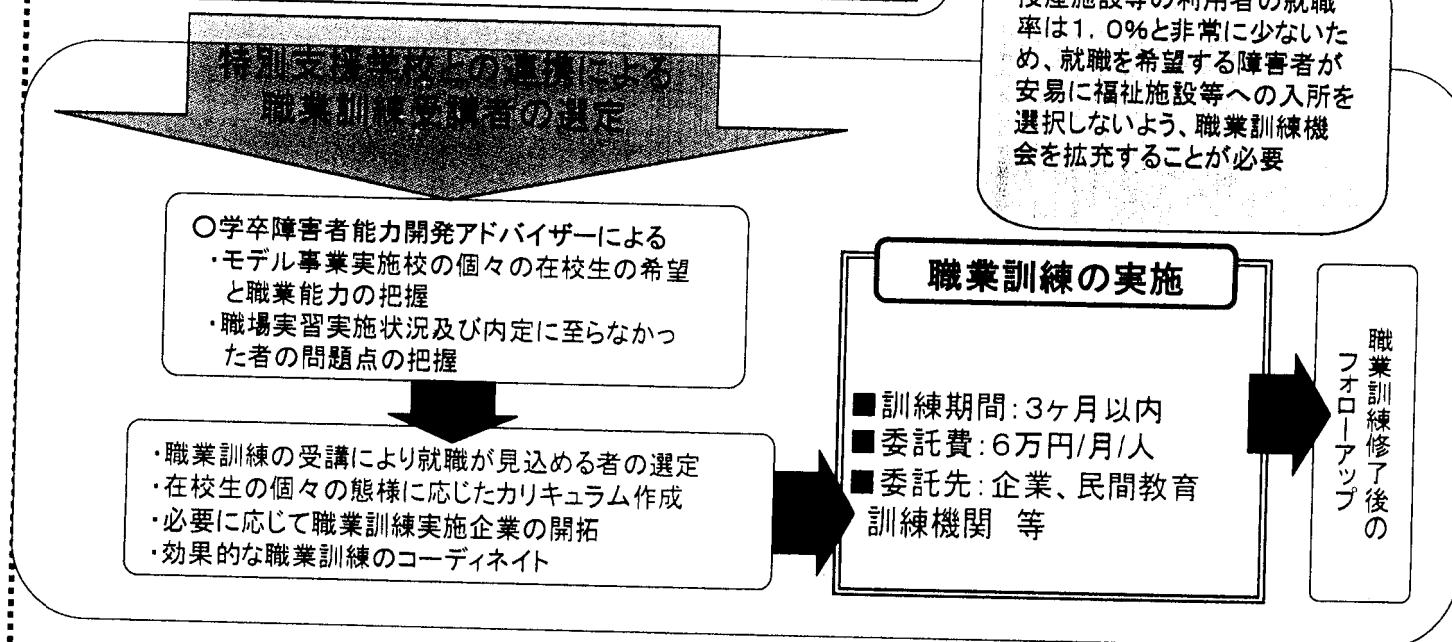 授産施設等の利用者の就職
率は1.0%と非常に少ないた
め、就職を希望する障害者が
安易に福祉施設等への入所を
選択しないよう、職業訓練機
会を拡充することが必要
特別支援学校との連携による
職業訓練受講者の選定
○学卒障害者能力開発アドバイザーによる
・モデル事業実施校の個々の在校生の希望
と職業能力の把握
・職場実習実施状況及び内定に至らなかっ
た者の問題点の把握
・職業訓練の受講により就職が見込める者の選定
・在校生の個々の態様に応じたカリキュラム作成
・必要に応じて職業訓練実施企業の開拓
・効果的な職業訓練のコーディネイト
職業訓練の実施
■訓練期間:3ヶ月以内
■委託費:6万円/月/人
■委託先:企業、民間教育
訓練機関 等
職業訓練修了後の
フォローアップ